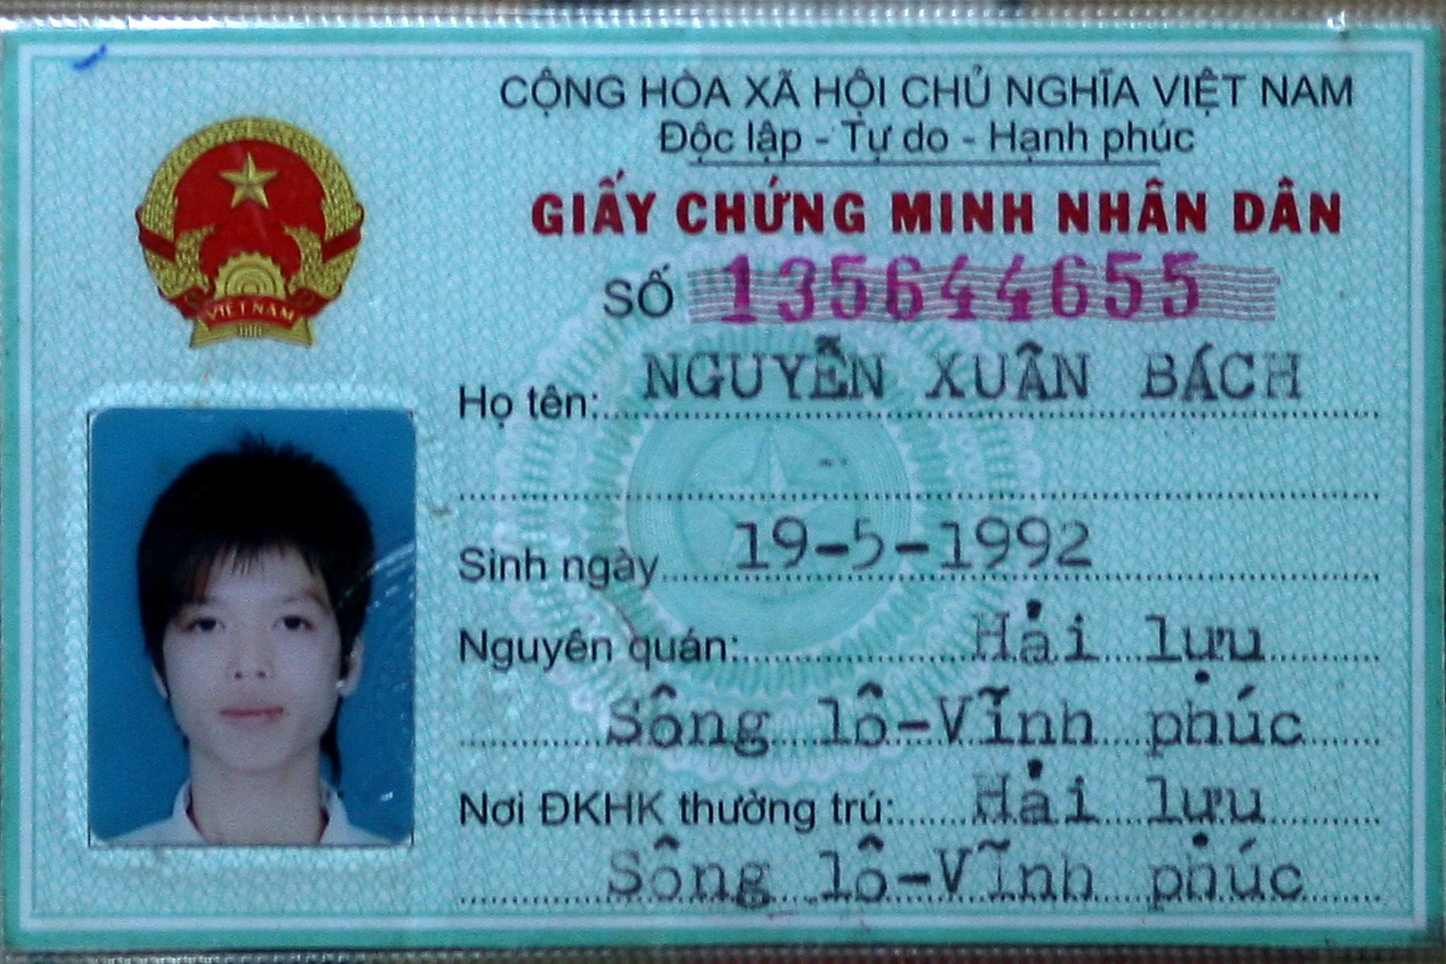 CỘNG HÒA XÃ HỘI CHỦ NGHĨA VIỆT NAM
Độc lập - Tự do - Hạnh phúc
GIẤY CHỨNG MINH NHÂN DÂN
SỐ 135644655
Họ tên: NGUYỄN XUÂN BÁCH
Sinh ngày 19-5-1992
Nguyên quán: Hải lựu
Sông lô-Vĩnh phúc
Nơi ĐKHK thường trú: Hải lựu
Sông lô-Vĩnh phúc
VIET NAM